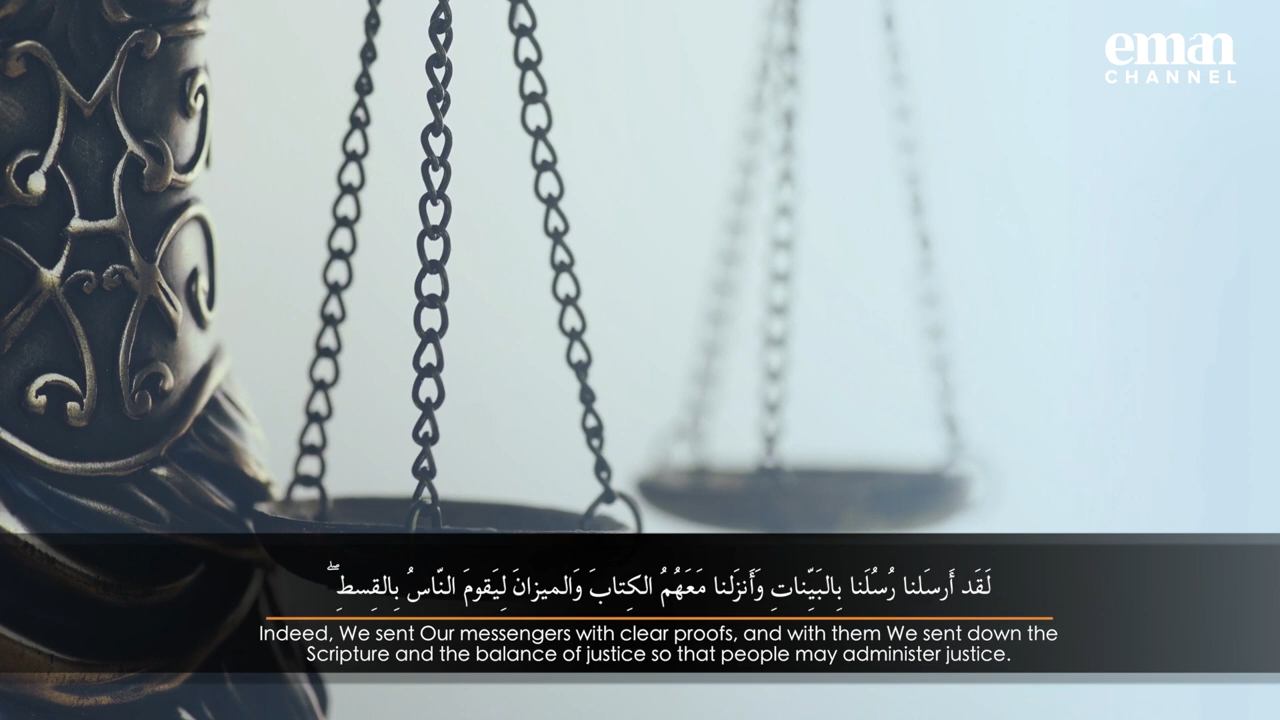 eman
CHANNEL
لَقَد أَرسَلنا رُسُلَنا بِالبَيِّناتِ وَأَنزَلنا مَعَهُمُ الكِتابَ وَالميزانَ لِيَقومَ النّاسُ بِالقِسطِ ۖ
Indeed, We sent Our messengers with clear proofs, and with them We sent down the
Scripture and the balance of justice so that people may administer justice.